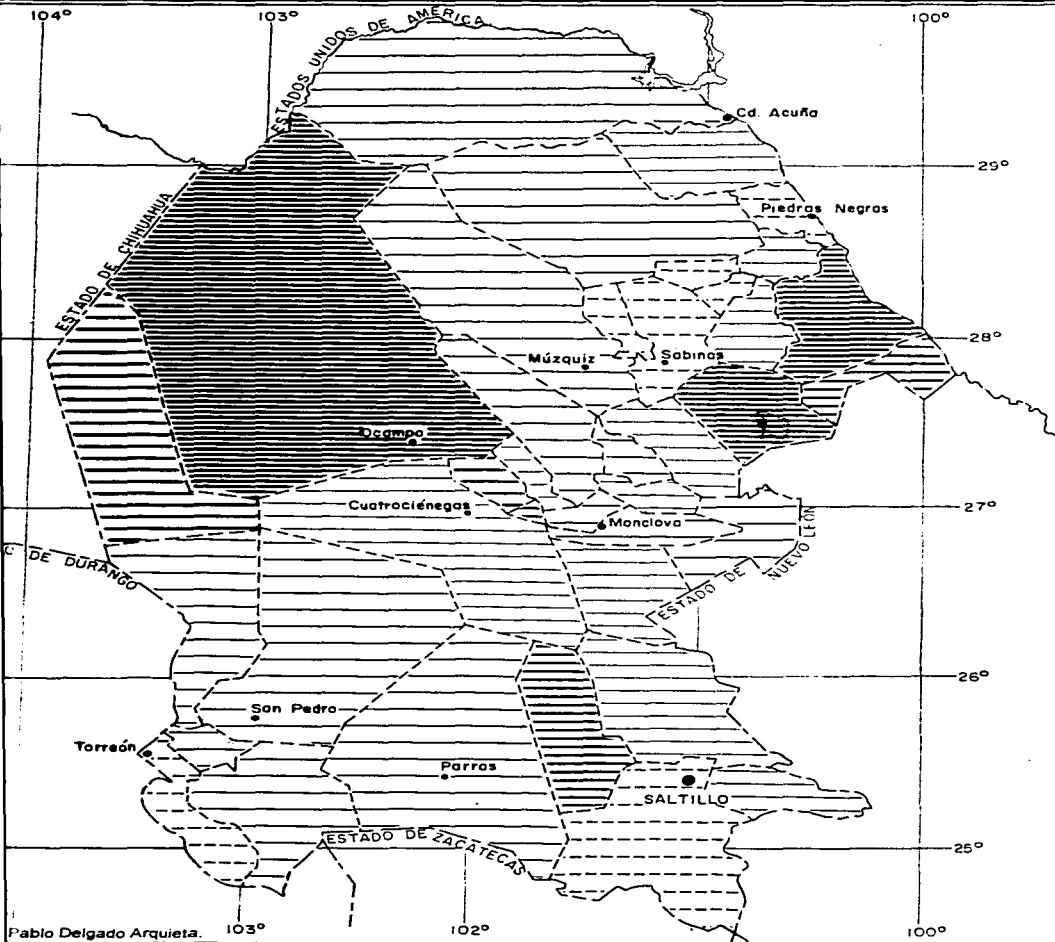 104°
103°
100°
ESTADOS UNIDOS DE AMÉRICA
Cd. Acuña
29°
Piedras Negras
ESTADO DE CHIHUAHUA
28°
Múzquiz
Sabinas
Ocampo
Cuatrociénegas
27°
Monclova
C DE DURANGO
ESTADO DE NUEVO LEÓN
26°
San Pedro
Torreón
Parras
SALTILLO
ESTADO DE ZACATECAS
25°
103°
102°
100°
Pablo Delgado Arquieta.